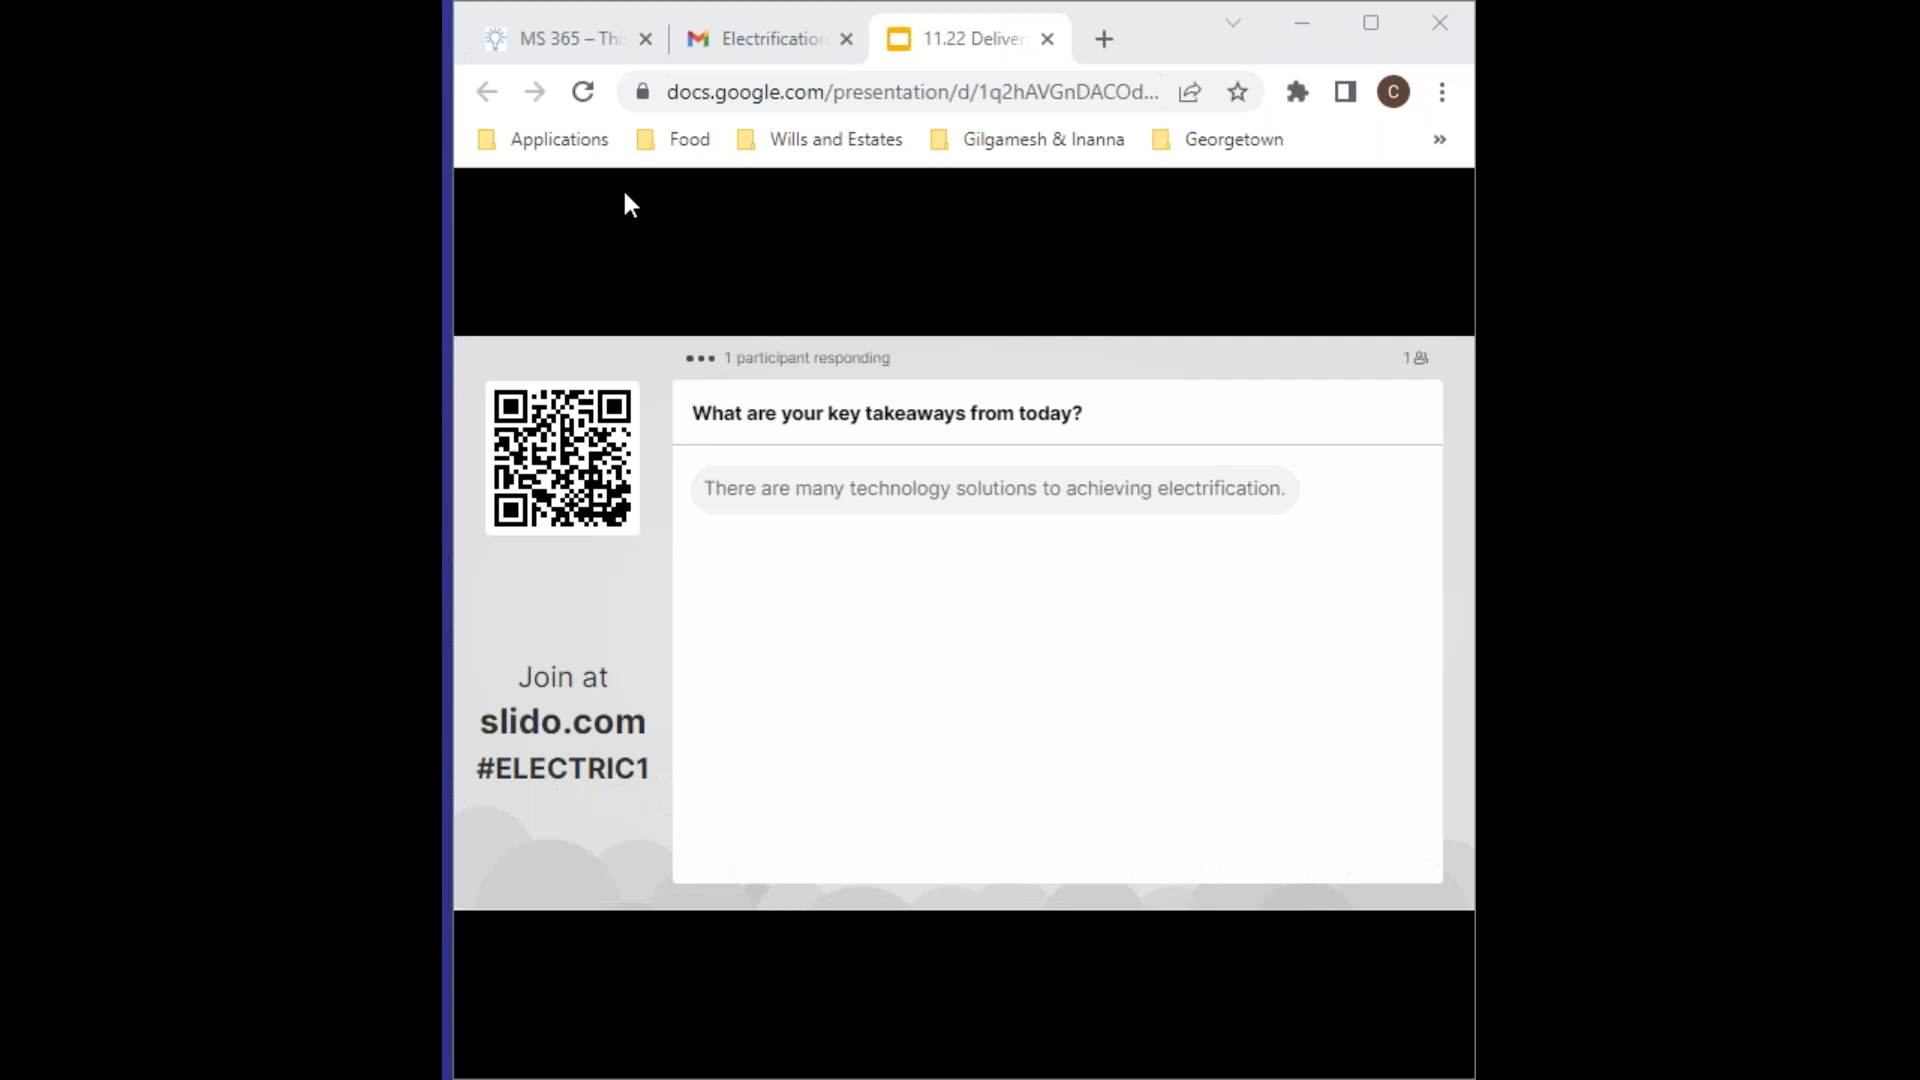 MS 365 – Thi
Electrification
11.22 Deliver
docs.google.com/presentation/d/1q2hAVGnDACOd...
C
Applications
Food
Wills and Estates
Gilgamesh & Inanna
Georgetown
»
1 participant responding
1
What are your key takeaways from today?
There are many technology solutions to achieving electrification.
Join at
slido.com
#ELECTRIC1